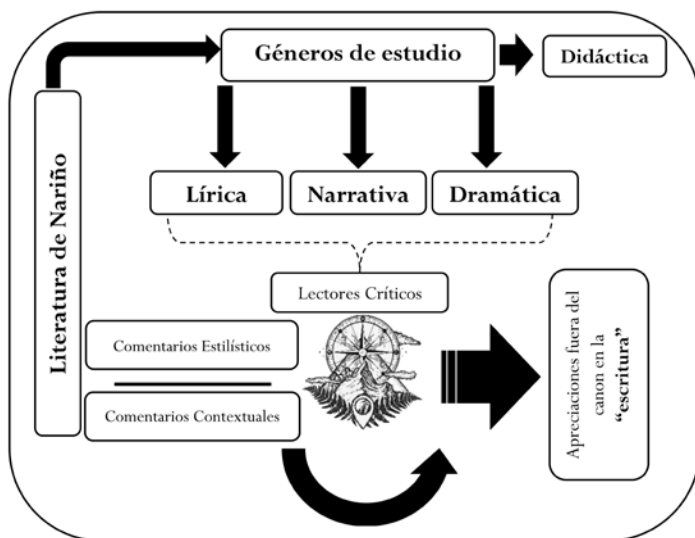 Géneros de estudio
Didáctica
Literatura de Nariño
Lírica
Narrativa
Dramática
Lectores Críticos
Comentarios Estilísticos
Comentarios Contextuales
Apreciaciones fuera del
canon en la
“escritura”